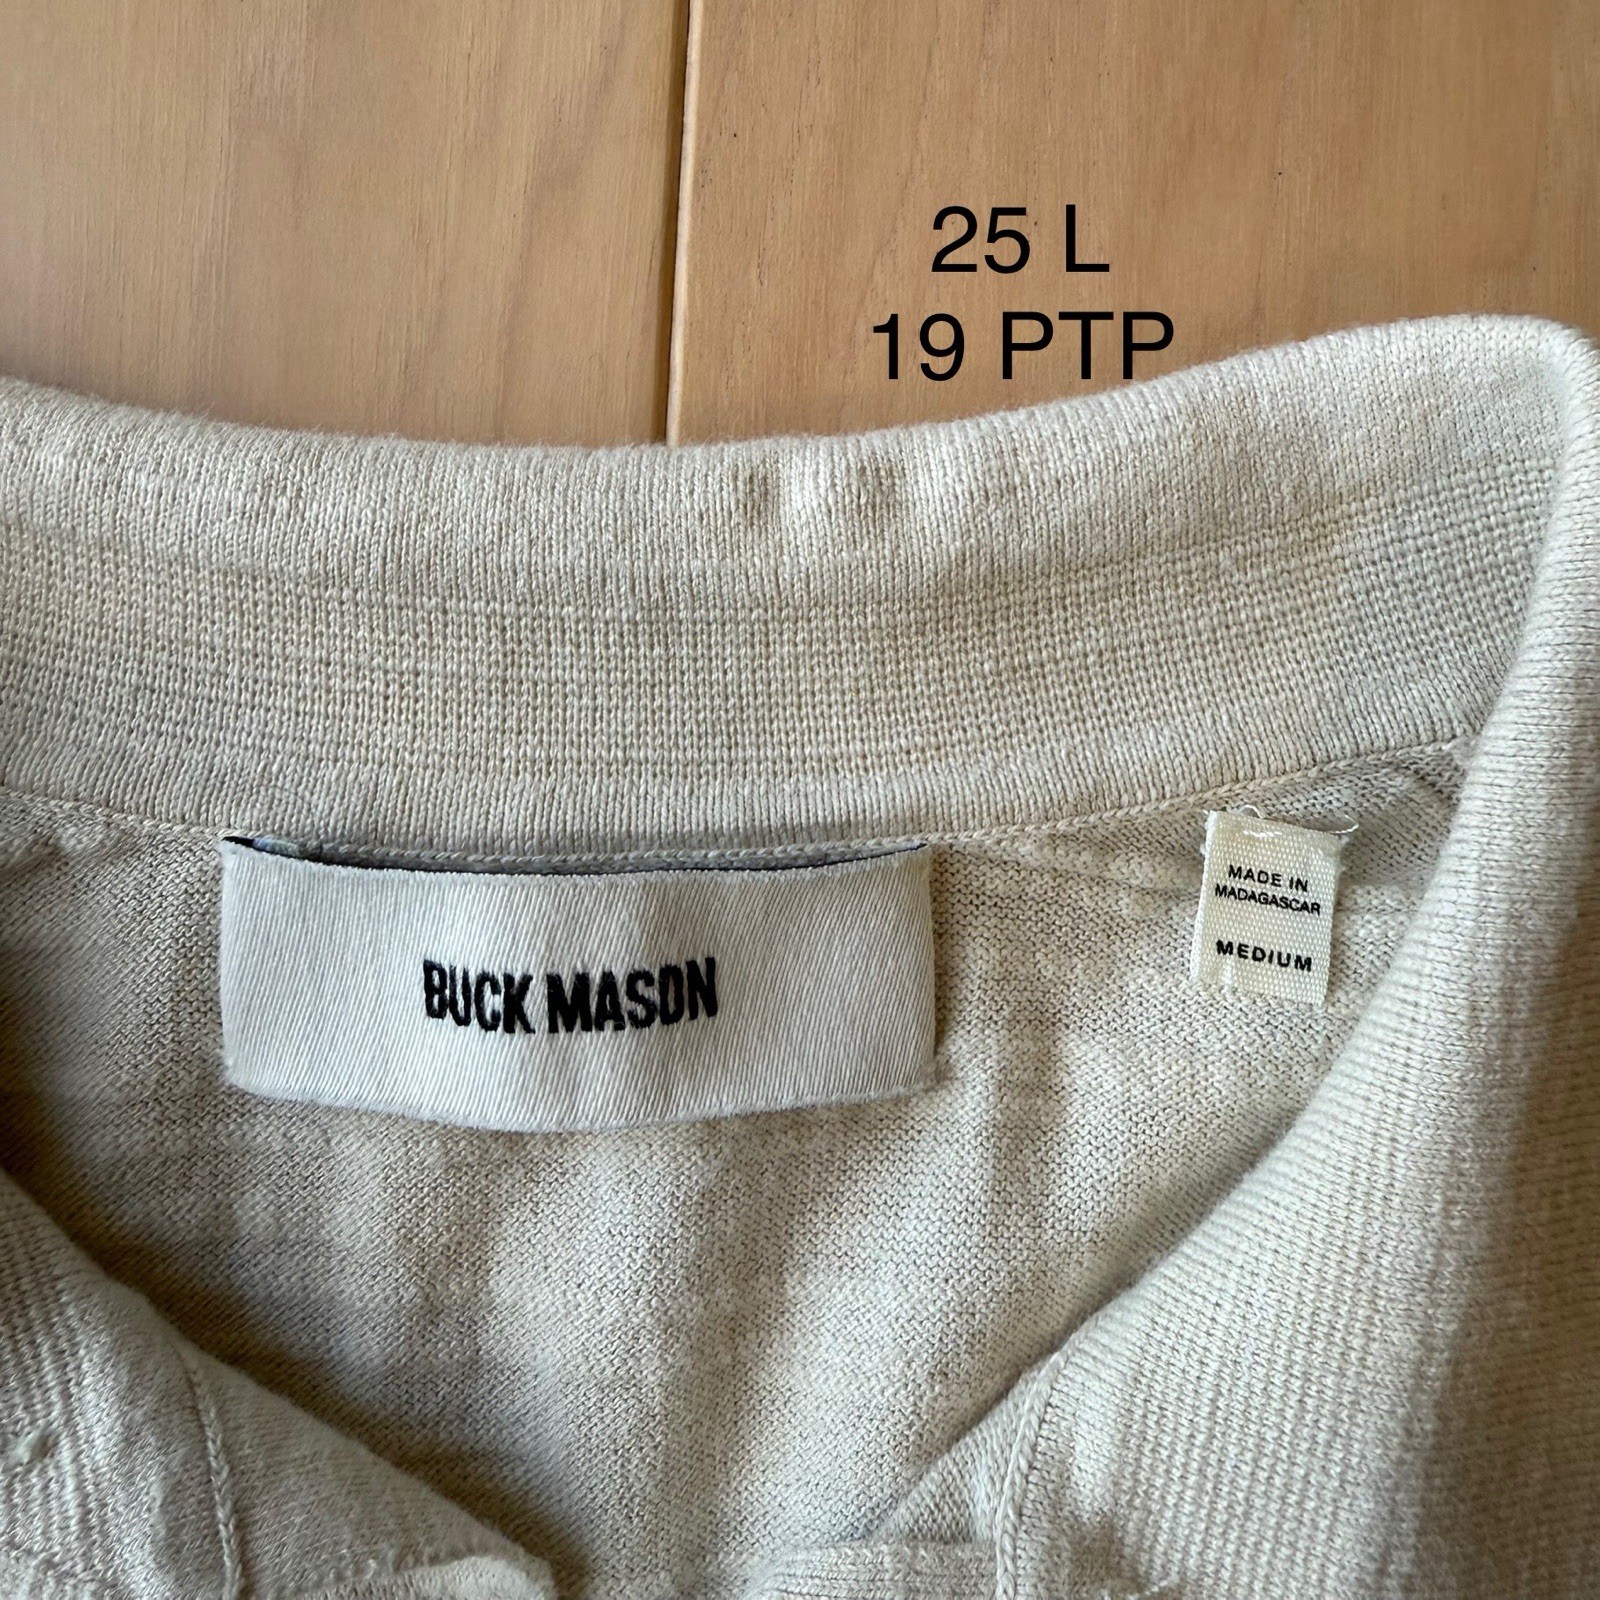 25 L
19 PTP
BUCK MASON
MADE IN
MADAGASCAR
MEDIUM